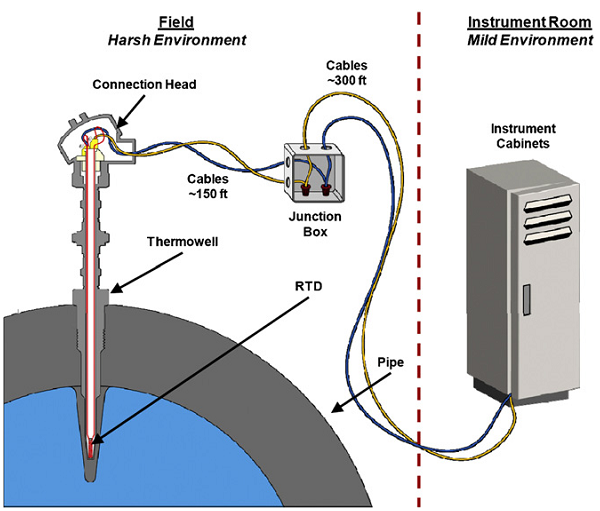 Field
Harsh Environment
Instrument Room
Mild Environment
Connection Head
Cables
~300 ft
Instrument
Cabinets
Cables
~150 ft
Junction
Box
Thermowell
RTD
Pipe